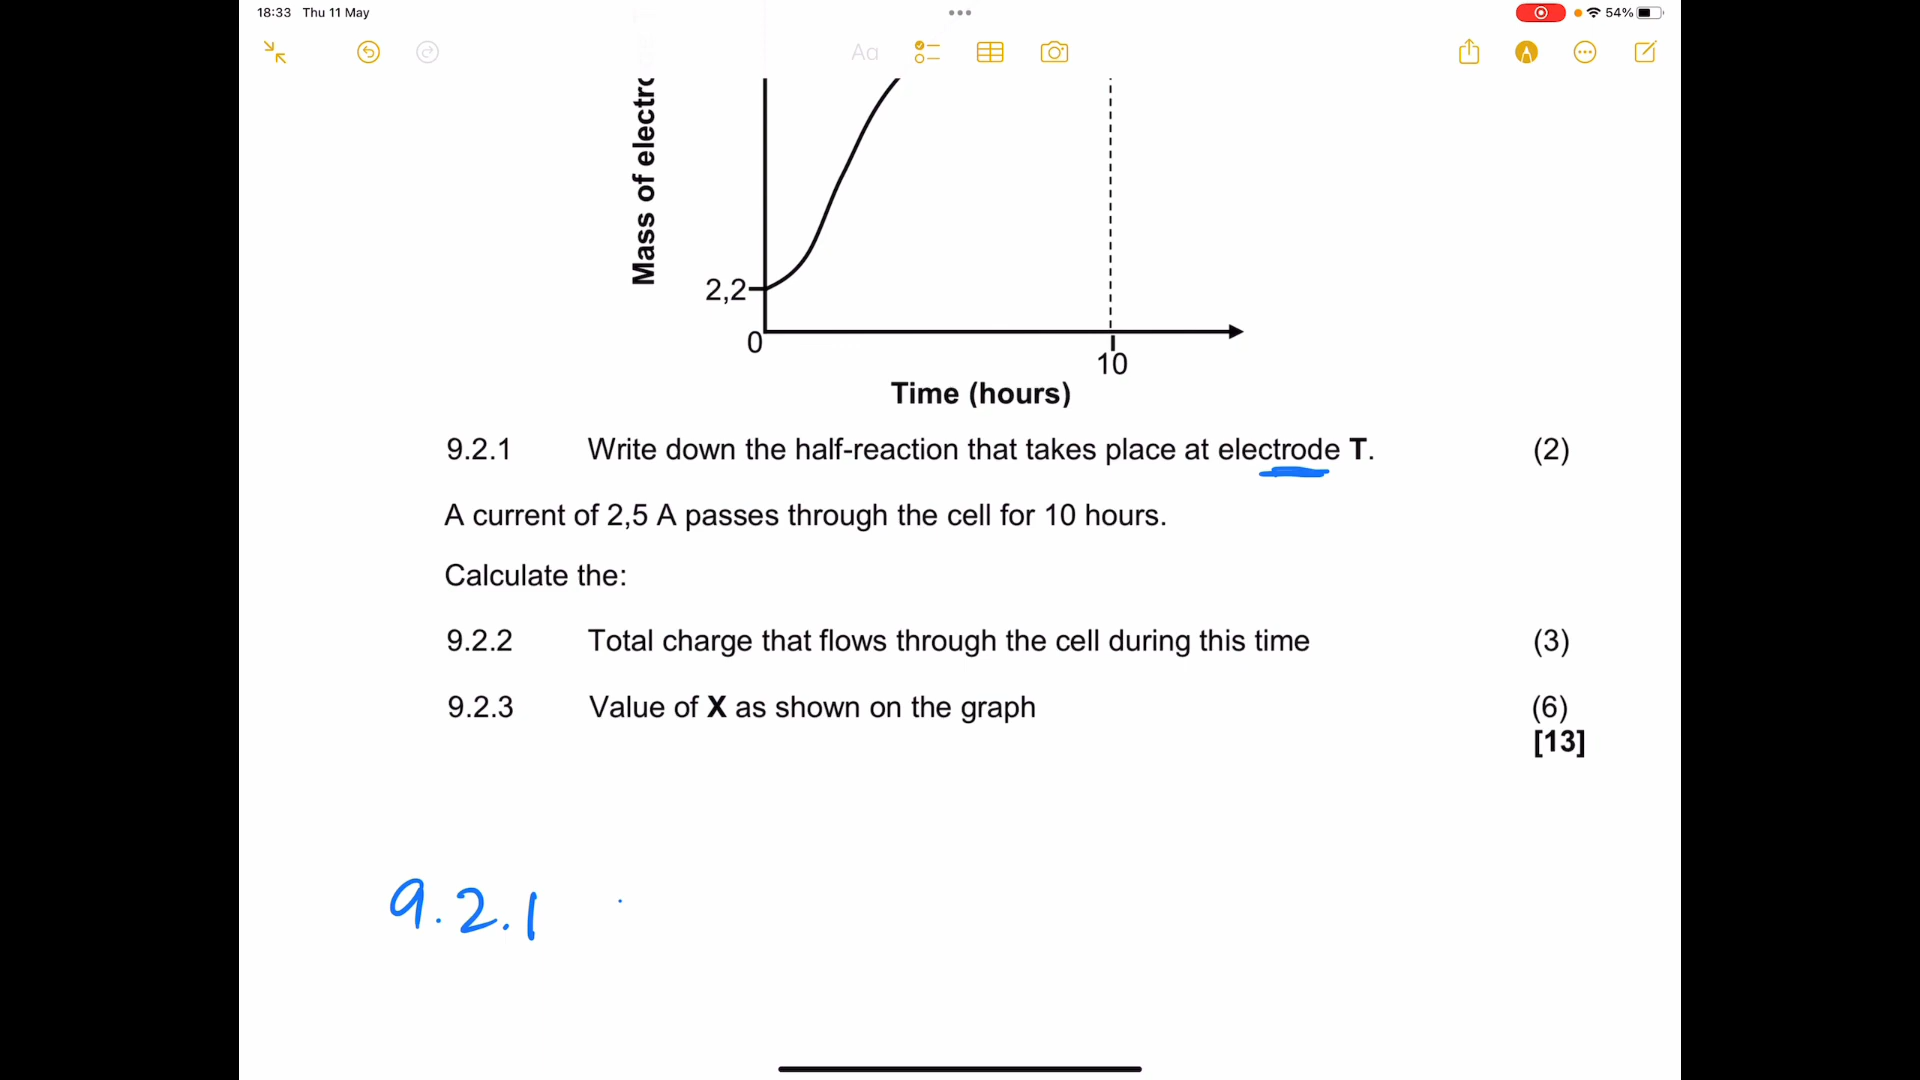 18:33 Thu 11 May
54%
Aa
Mass of electro
2,2
0
10
Time (hours)
9.2.1 Write down the half-reaction that takes place at electrode T. (2)
A current of 2,5 A passes through the cell for 10 hours.
Calculate the:
9.2.2 Total charge that flows through the cell during this time (3)
9.2.3 Value of X as shown on the graph (6)
[13]
9.2.1